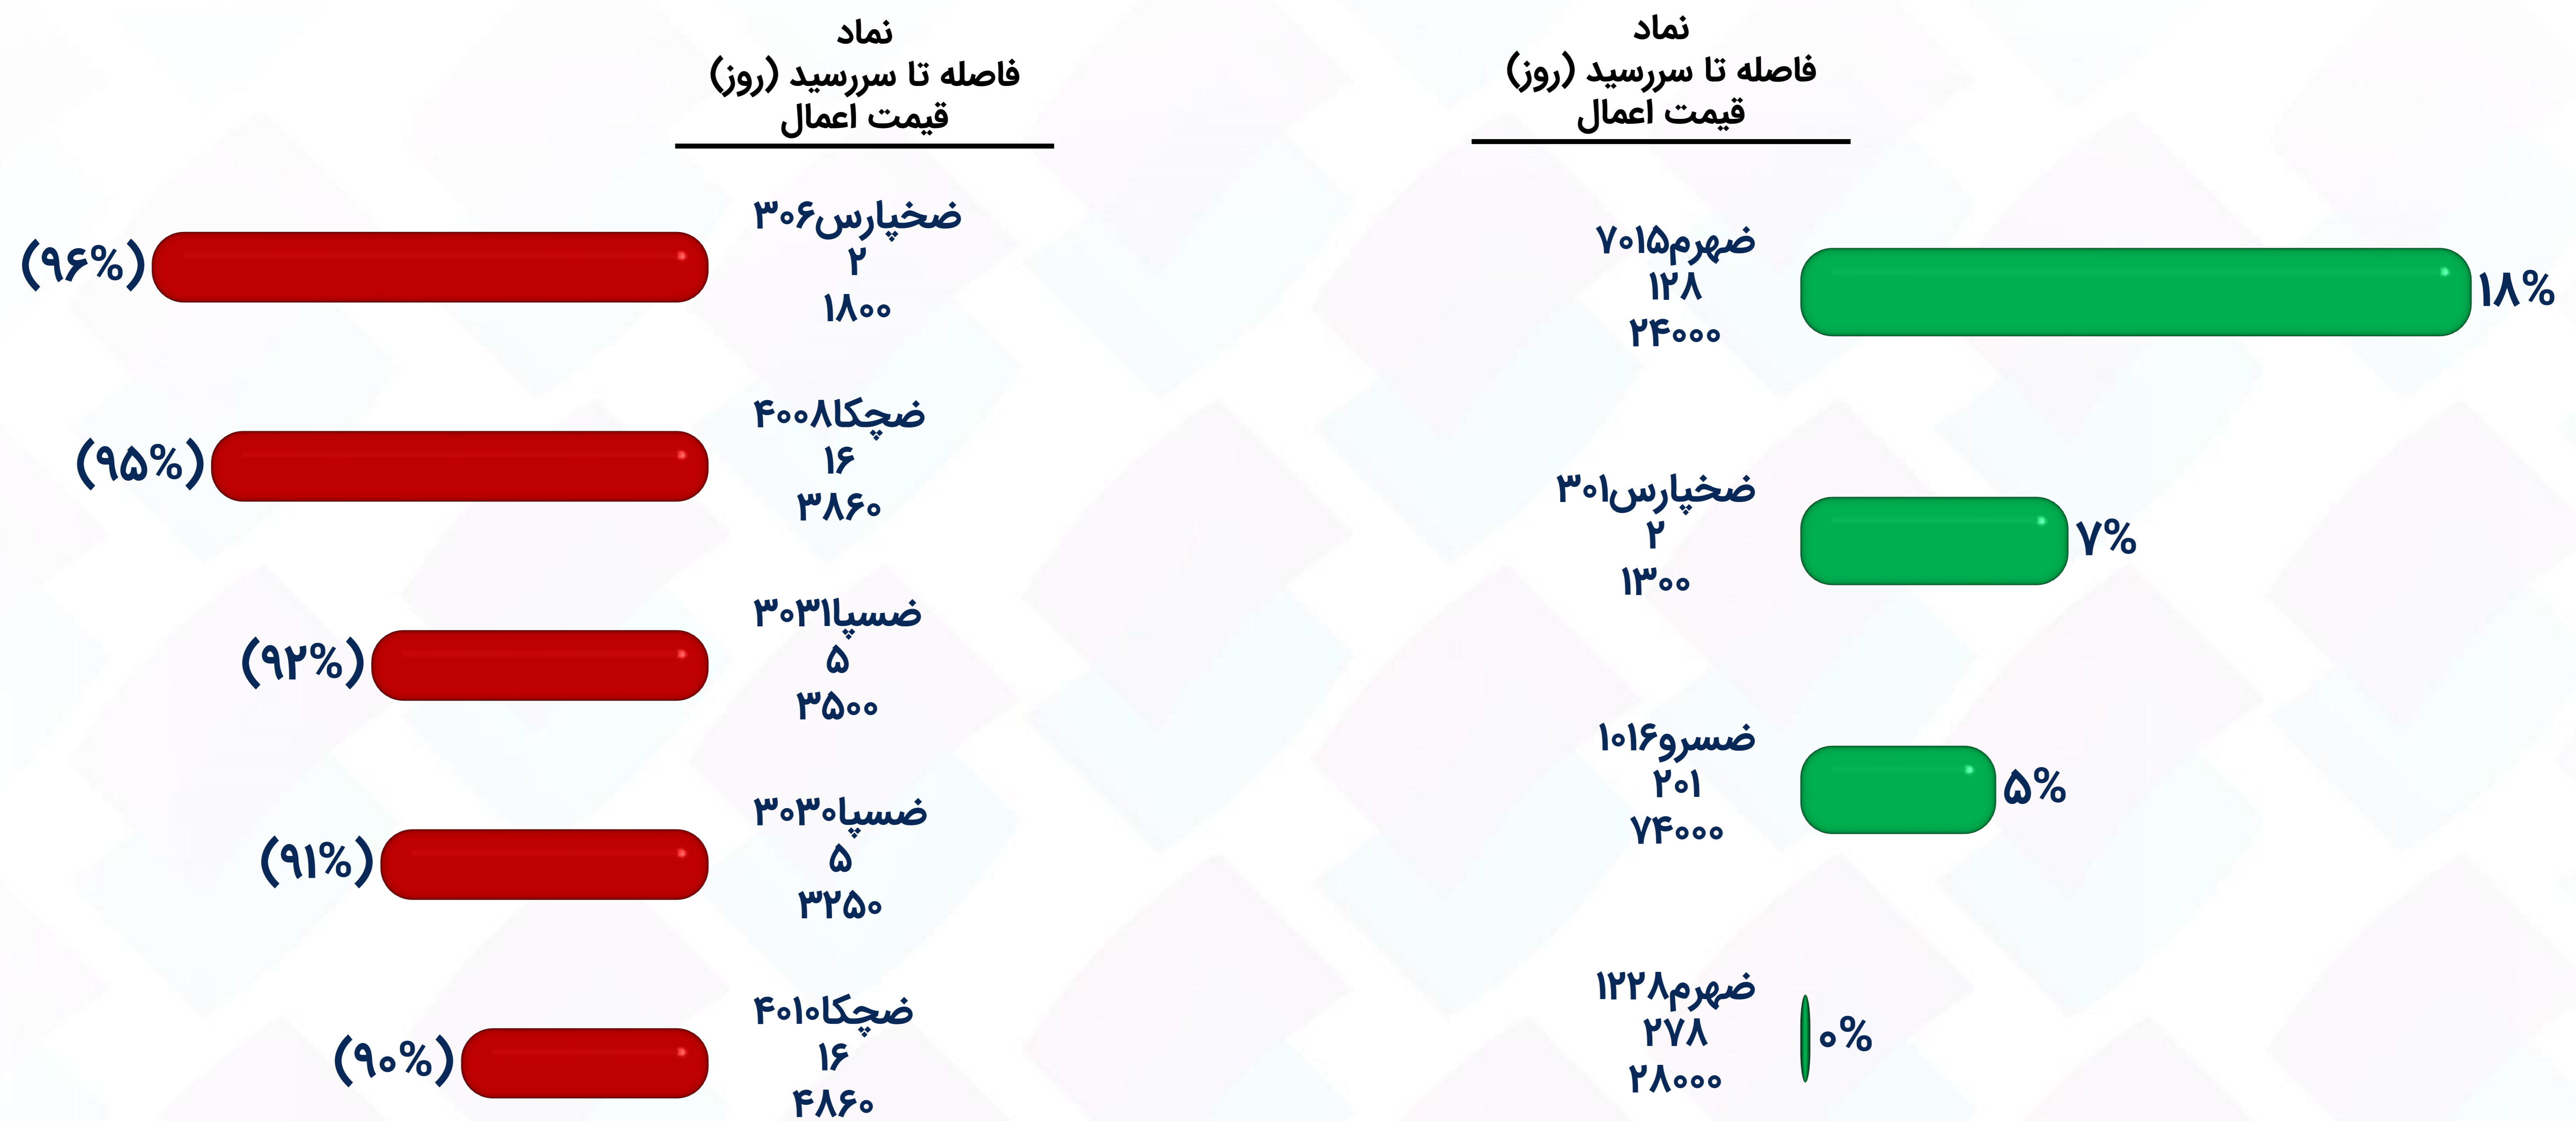 نماد
فاصله تا سررسید (روز)
قیمت اعمال
ضهرم۷۰۱۵
۱۲۸
۲۴۰۰۰
۱۸%
ضخپارس۳۰۱
۲
۱۳۰۰
۷%
ضسرو۱۰۱۶
۲۰۱
۷۴۰۰۰
۵%
ضهرم۱۲۲۸
۲۷۸
۲۸۰۰۰
۰%
نماد
فاصله تا سررسید (روز)
قیمت اعمال
ضخپارس۳۰۶
۲
۱۸۰۰
(۹۶%)
ضچکا۴۰۰۸
۱۶
۳۸۶۰
(۹۵%)
ضسپا۳۰۳۱
۵
۳۵۰۰
(۹۲%)
ضسپا۳۰۳۰
۵
۳۲۵۰
(۹۱%)
ضچکا۴۰۱۰
۱۶
۴۸۶۰
(۹۰%)